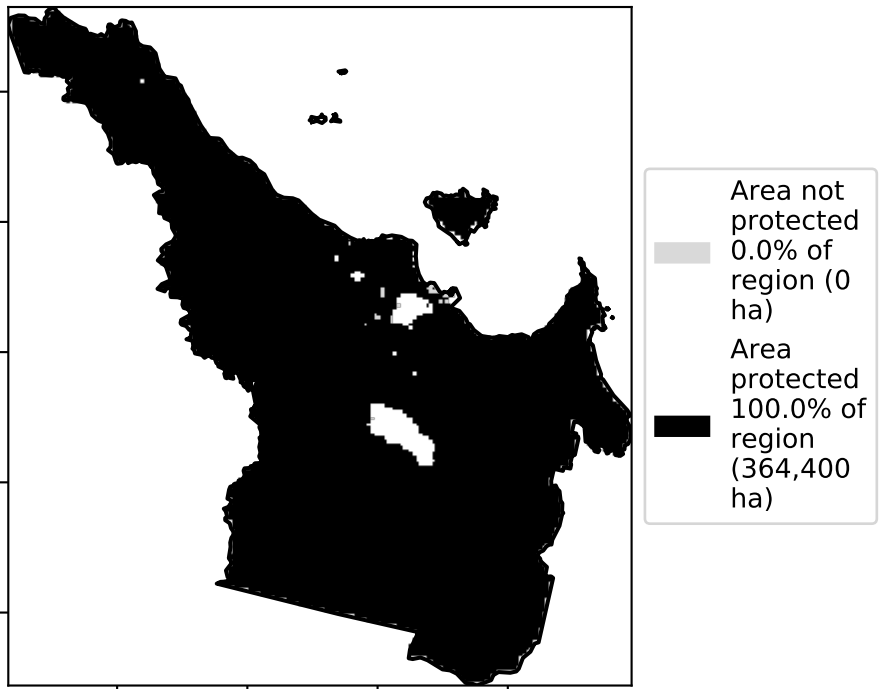 Area not
protected
0.0% of
region (0
ha)
Area
protected
100.0% of
region
(364,400
ha)